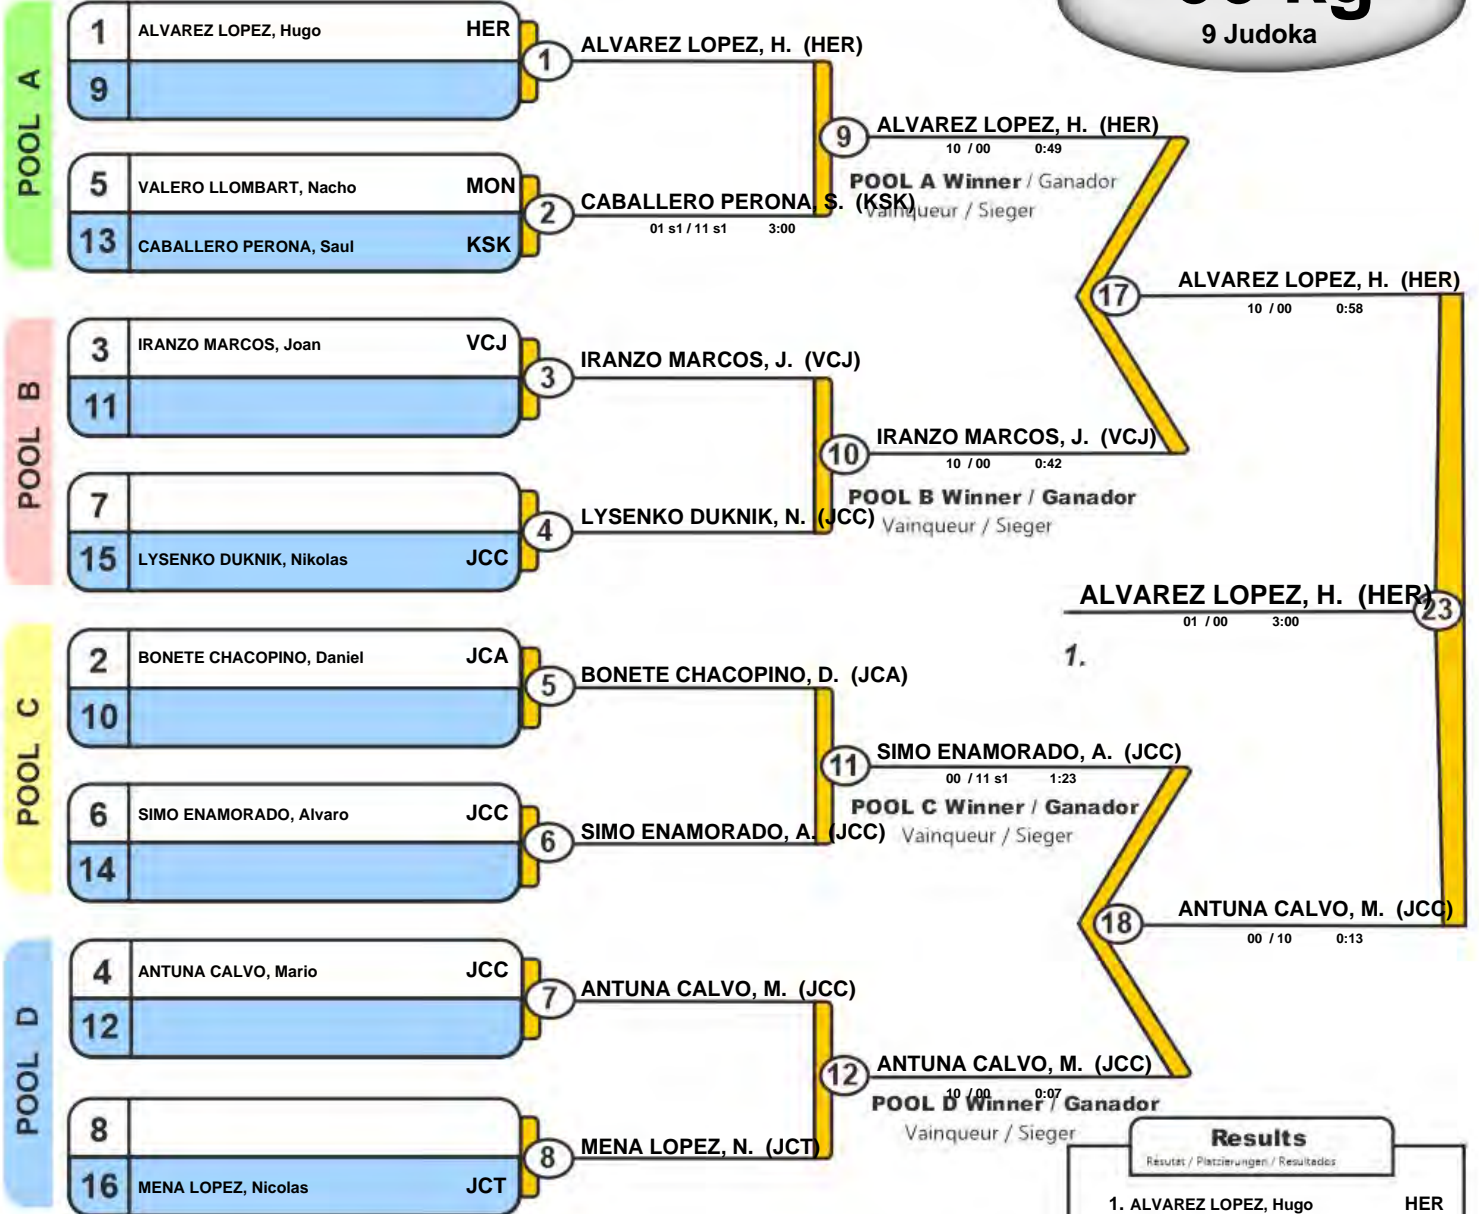 9 Judoka
POOL A
1 ALVAREZ LOPEZ, Hugo HER
9
5 VALERO LLOMBART, Nacho MON
13 CABALLERO PERONA, Saul KSK
POOL B
3 IRANZO MARCOS, Joan VCJ
11
7
15 LYSENKO DUKNIK, Nikolas JCC
POOL C
2 BONETE CHACOPINO, Daniel JCA
10
6 SIMO ENAMORADO, Alvaro JCC
14
POOL D
4 ANTUNA CALVO, Mario JCC
12
8
16 MENA LOPEZ, Nicolas JCT
1 ALVAREZ LOPEZ, H. (HER)
2 CABALLERO PERONA, S. (KSK)
01 s1 / 11 s1 3:00
3 IRANZO MARCOS, J. (VCJ)
4 LYSENKO DUKNIK, N. (JCC)
5 BONETE CHACOPINO, D. (JCA)
6 SIMO ENAMORADO, A. (JCC)
7 ANTUNA CALVO, M. (JCC)
8 MENA LOPEZ, N. (JCT)
9 ALVAREZ LOPEZ, H. (HER)
10 / 00 0:49
POOL A Winner / Ganador
Vainqueur / Sieger
10 IRANZO MARCOS, J. (VCJ)
10 / 00 0:42
POOL B Winner / Ganador
Vainqueur / Sieger
11 SIMO ENAMORADO, A. (JCC)
00 / 11 s1 1:23
POOL C Winner / Ganador
Vainqueur / Sieger
12 ANTUNA CALVO, M. (JCC)
10 / 00 0:07
POOL D Winner / Ganador
Vainqueur / Sieger
17 ALVAREZ LOPEZ, H. (HER)
10 / 00 0:58
18 ANTUNA CALVO, M. (JCC)
00 / 10 0:13
ALVAREZ LOPEZ, H. (HER) 23
01 / 00 3:00
1.
Results
Résutat / Platzierungen / Resultados
1. ALVAREZ LOPEZ, Hugo HER